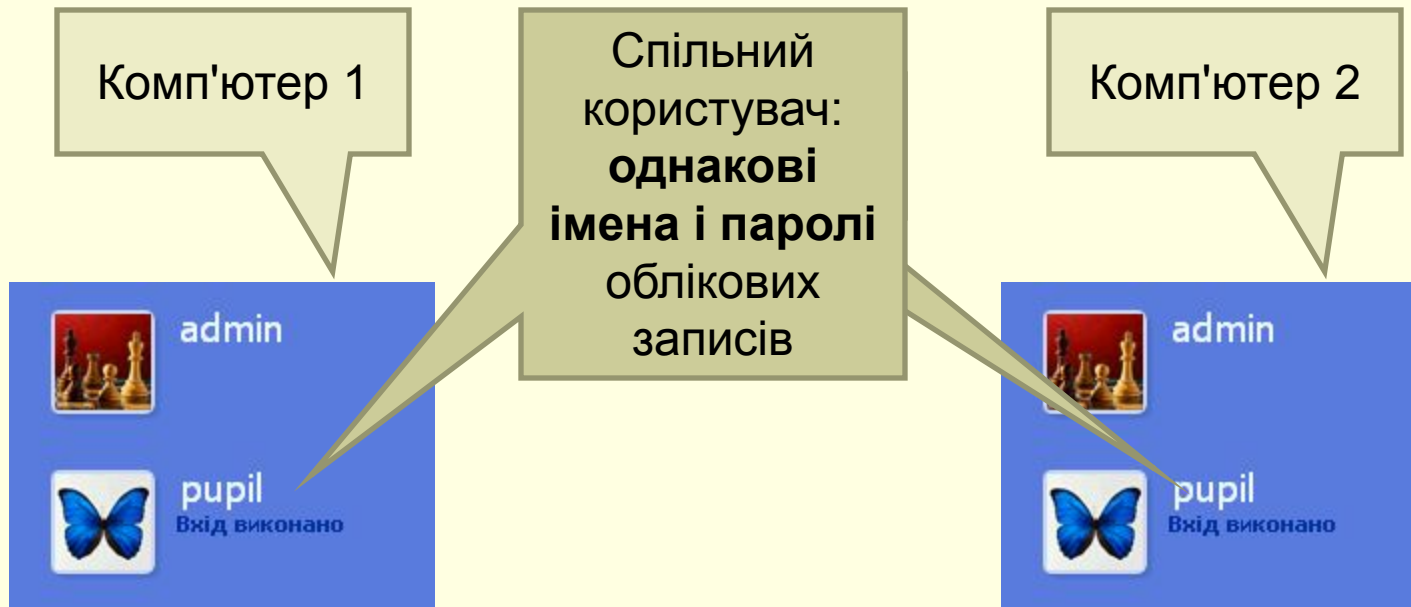 Комп'ютер 1
Спільний
користувач:
однакові
імена і паролі
облікових
записів
Комп'ютер 2
admin
pupil
Вхід виконано
admin
pupil
Вхід виконано